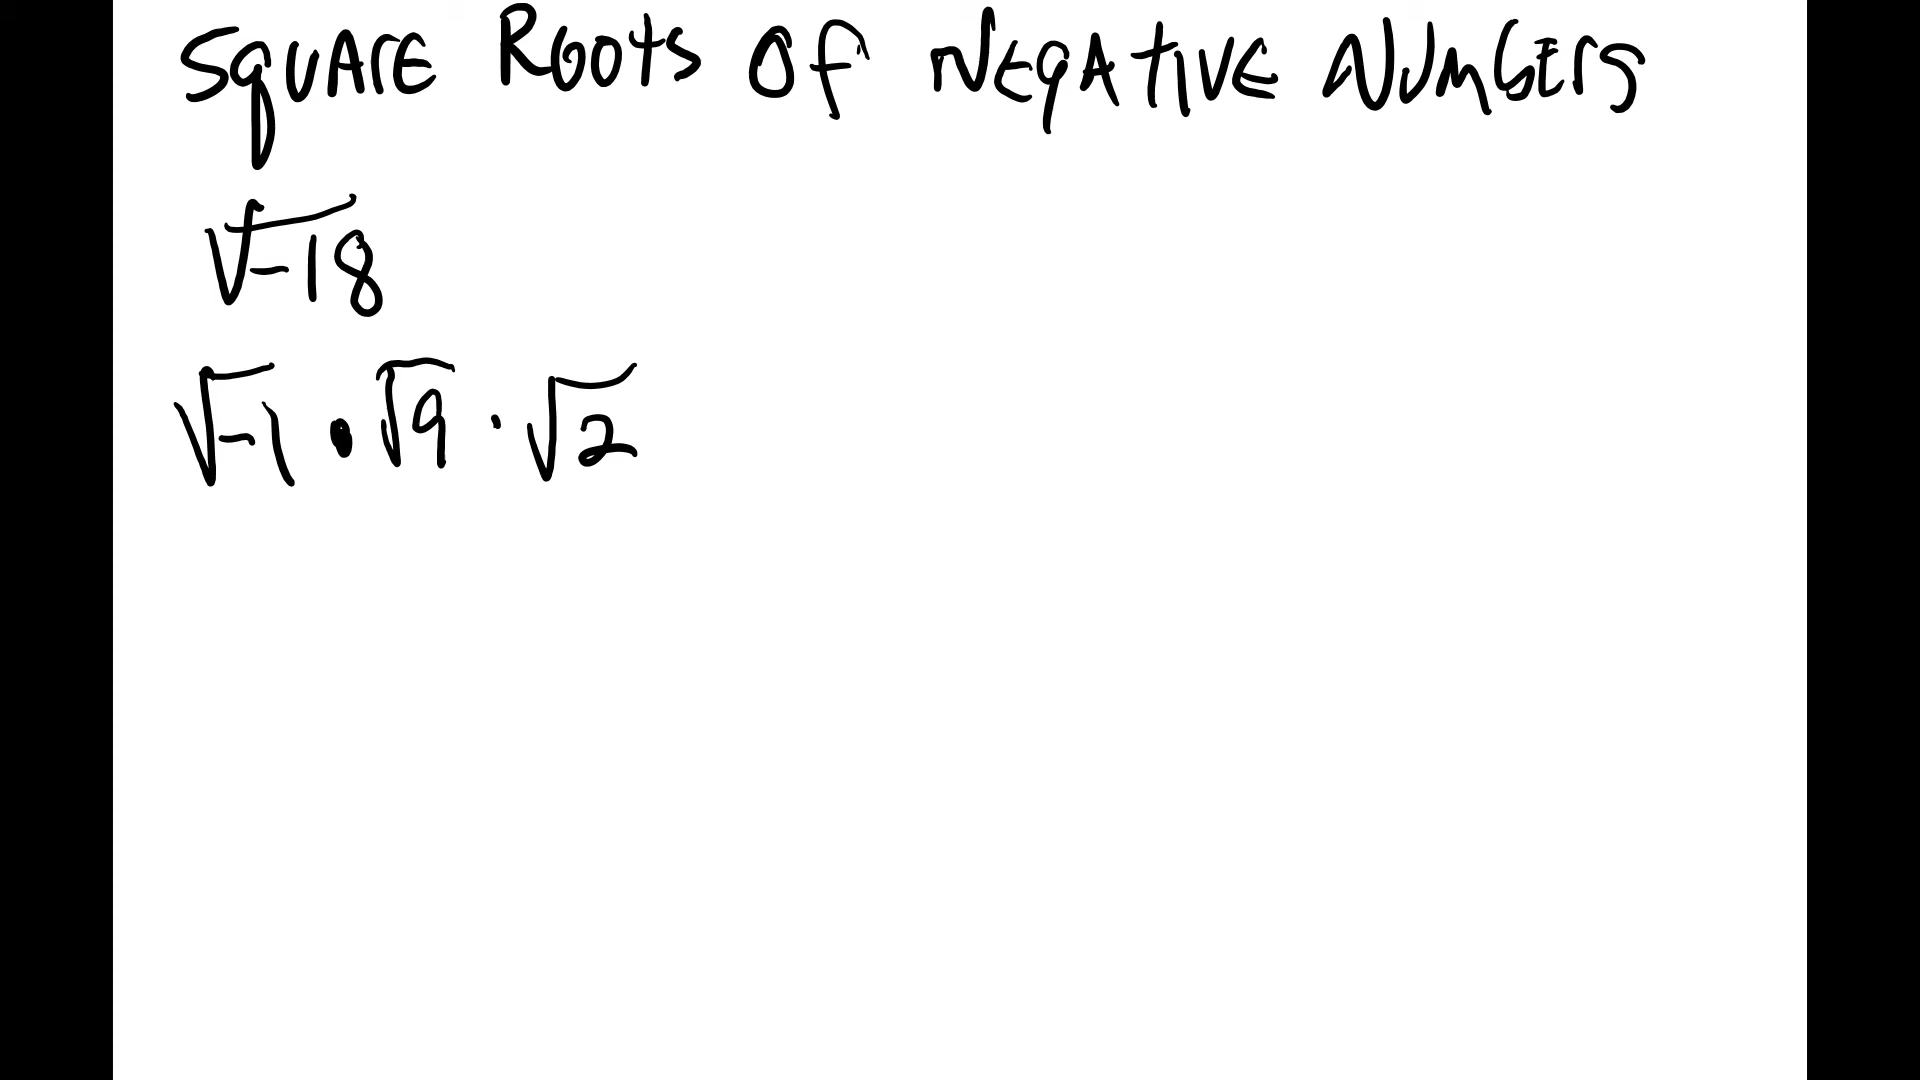 SQUARE ROOTS OF NEGATIVE NUMBERS
√-18
√-1 • √9 · √2